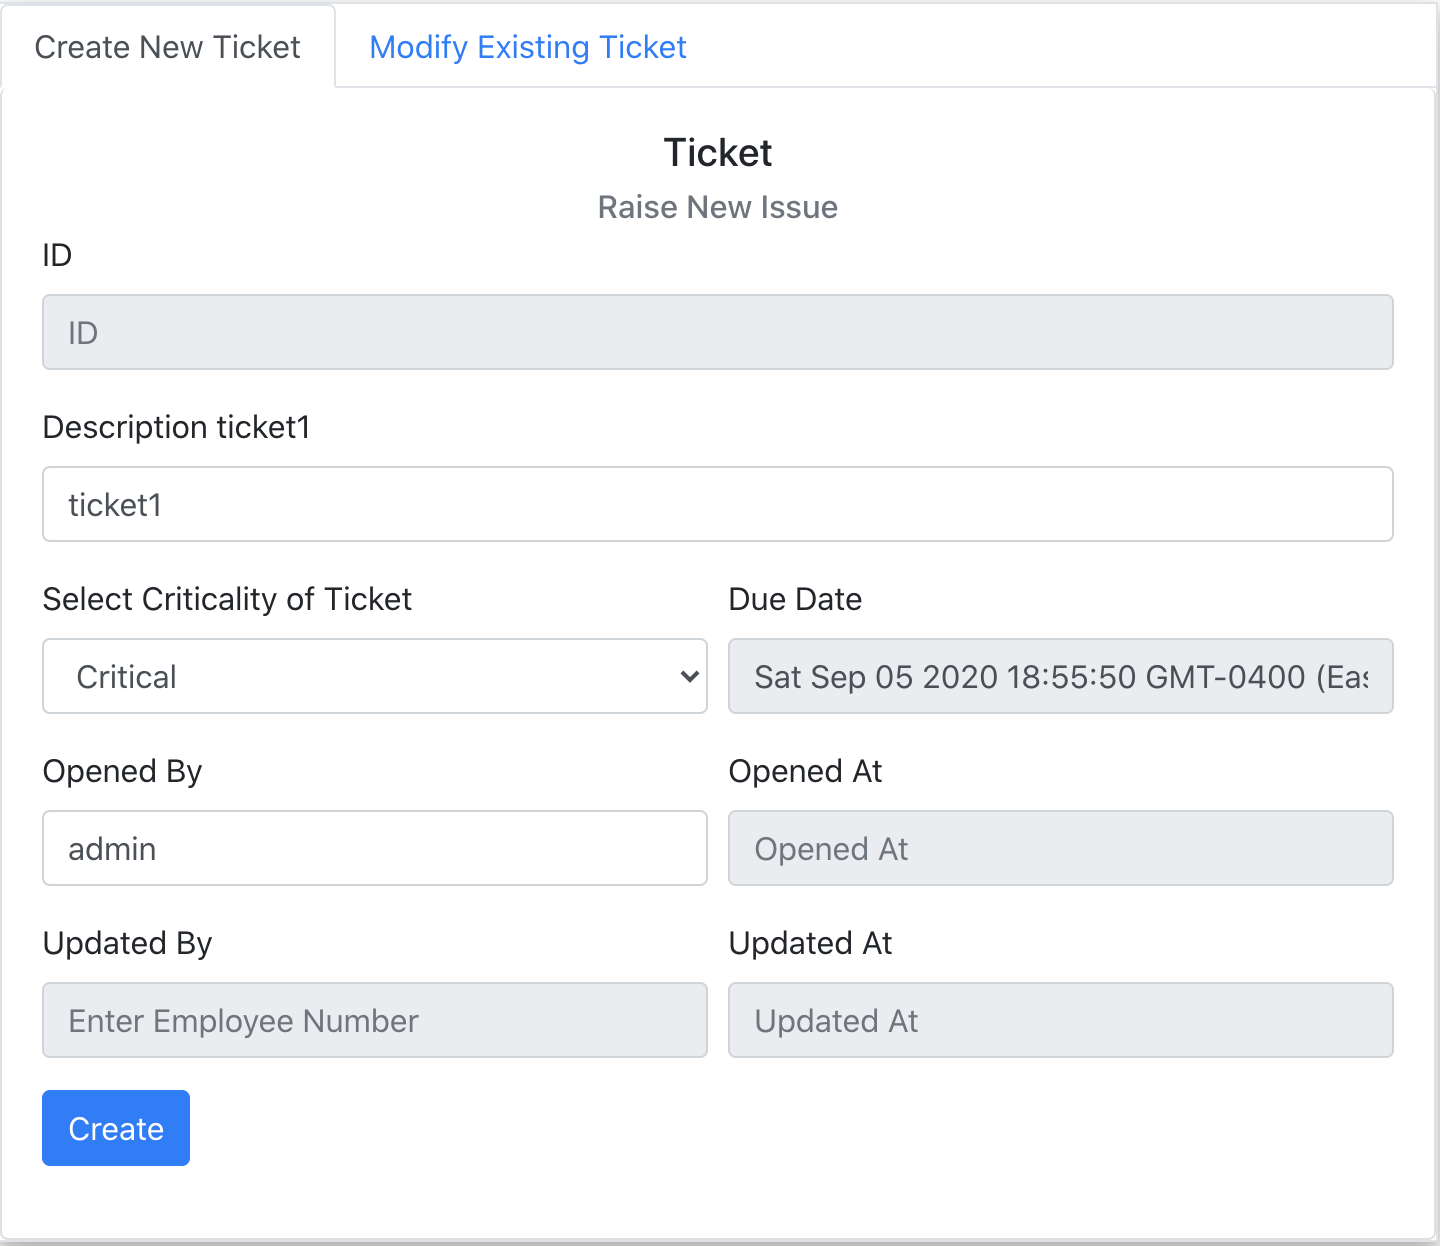 Create New Ticket Modify Existing Ticket
Ticket
Raise New Issue
ID
ID
Description ticket1
ticket1
Select Criticality of Ticket Due Date
Critical Sat Sep 05 2020 18:55:50 GMT-0400 (Eas
Opened By Opened At
admin Opened At
Updated By Updated At
Enter Employee Number Updated At
Create